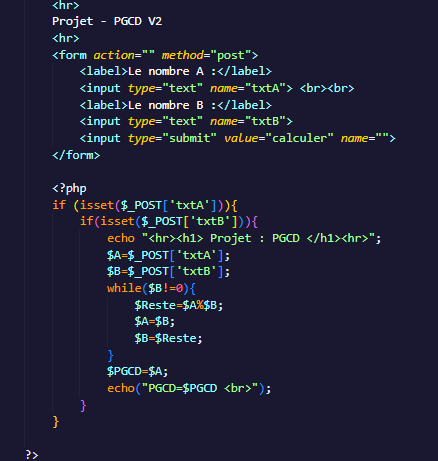 <hr>
Projet - PGCD V2
<hr>
<form action="" method="post">
<label>Le nombre A :</label>
<input type="text" name="txtA"> <br><br>
<label>Le nombre B :</label>
<input type="text" name="txtB">
<input type="submit" value="calculer" name="">
</form>
<?php
if (isset($_POST['txtA'])){
if(isset($_POST['txtB'])){
echo "<hr><h1> Projet : PGCD </h1><hr>";
$A=$_POST['txtA'];
$B=$_POST['txtB'];
while($B!=0){
$Reste=$A%$B;
$A=$B;
$B=$Reste;
}
$PGCD=$A;
echo("PGCD=$PGCD <br>");
}
}
?>